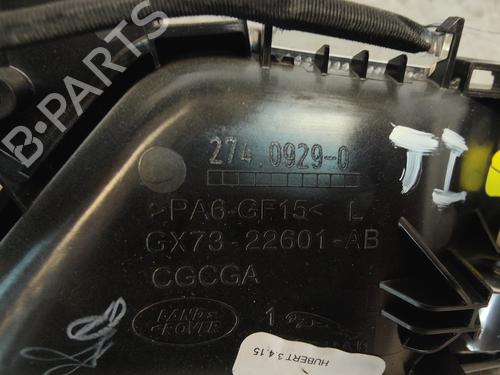 B-PARTS
274.0929-0
>PA6-GF15< L
GX73-22601-AB
CGCGA
LAND ROVER
1
HUBERT 3.4.15